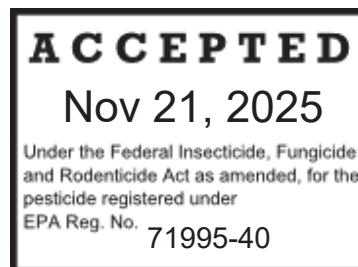 ACCEPTED
Nov 21, 2025
Under the Federal Insecticide, Fungicide
and Rodenticide Act as amended, for the
pesticide registered under
EPA Reg. No. 71995-40